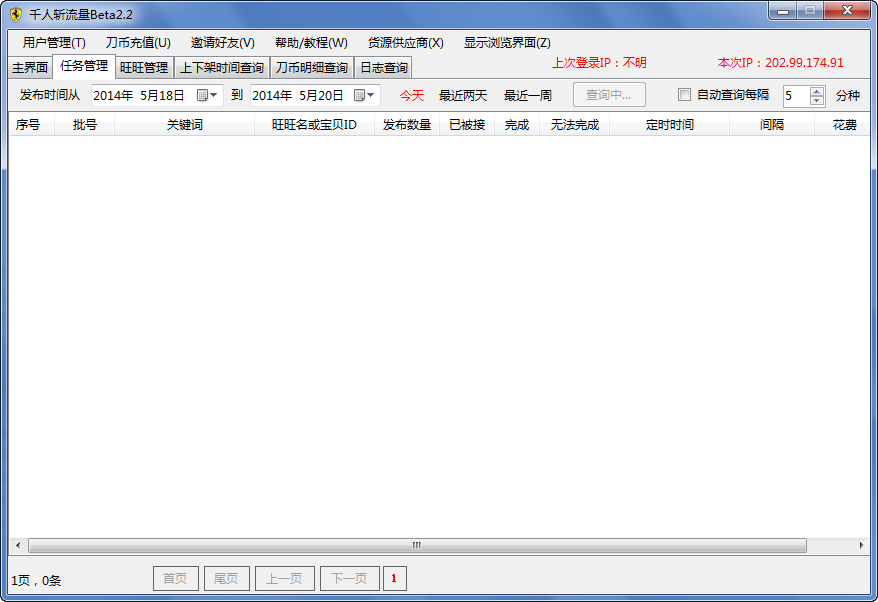 千人斩流量Beta2.2
用户管理(T) 刀币充值(U) 邀请好友(V) 帮助/教程(W) 货源供应商(X) 显示浏览界面(Z)
主界面 任务管理 旺旺管理 上下架时间查询 刀币明细查询 日志查询 上次登录IP：不明 本次IP：202.99.174.91
发布时间从 2014年 5月18日 到 2014年 5月20日 今天 最近两天 最近一周 查询中... 自动查询每隔 5 分种
序号 批号 关键词 旺旺名或宝贝ID 发布数量 已被接 完成 无法完成 定时时间 间隔 花费
1页，0条 首页 尾页 上一页 下一页 1